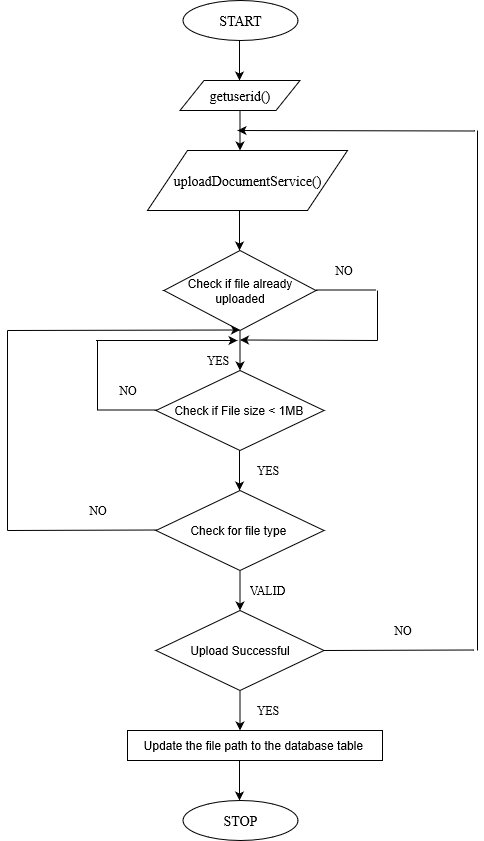 START
getuserid()
uploadDocumentService()
Check if file already
uploaded
NO
YES
NO
Check if File size < 1MB
YES
NO
Check for file type
VALID
Upload Successful
NO
YES
Update the file path to the database table
STOP